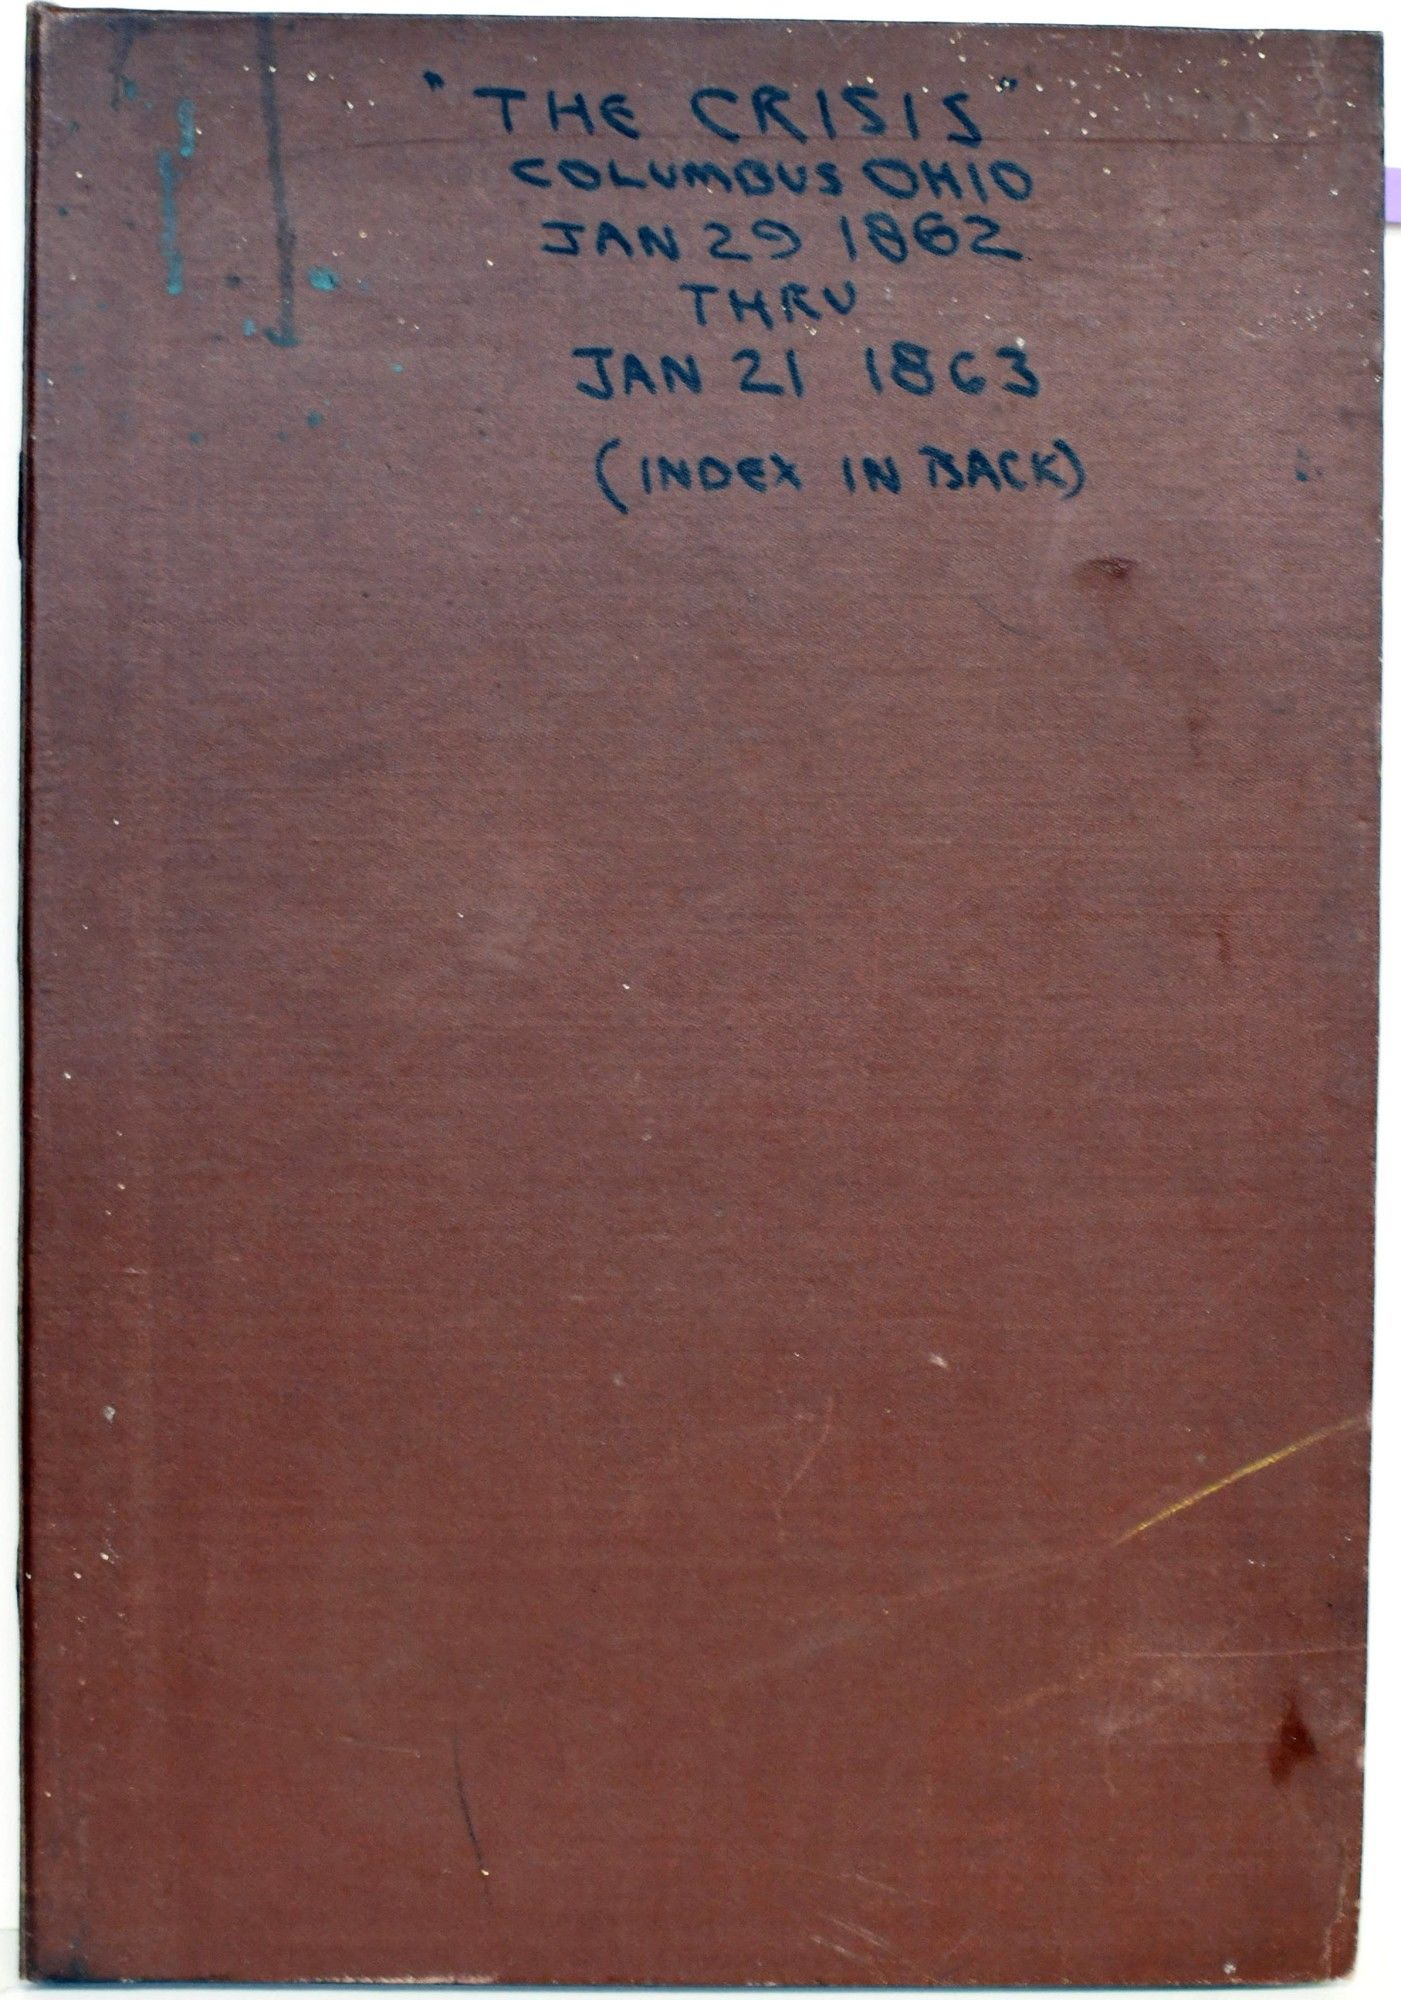 "THE CRISIS"
COLUMBUS OHIO
JAN 29 1862
THRU
JAN 21 1863
(INDEX IN BACK)